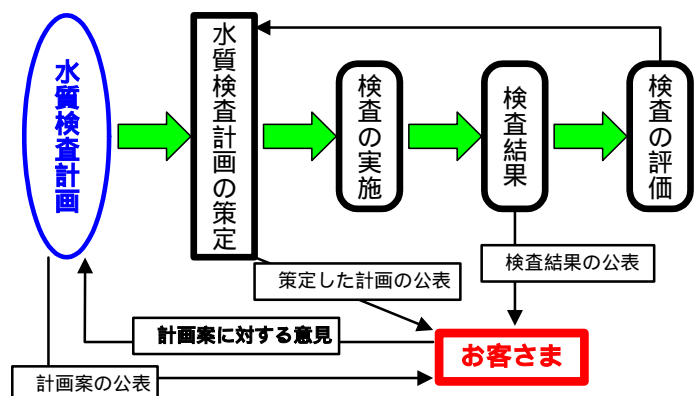 水質検査計画
水質検査計画の策定
検査の実施
検査結果
検査の評価
策定した計画の公表
検査結果の公表
計画案に対する意見
お客さま
計画案の公表